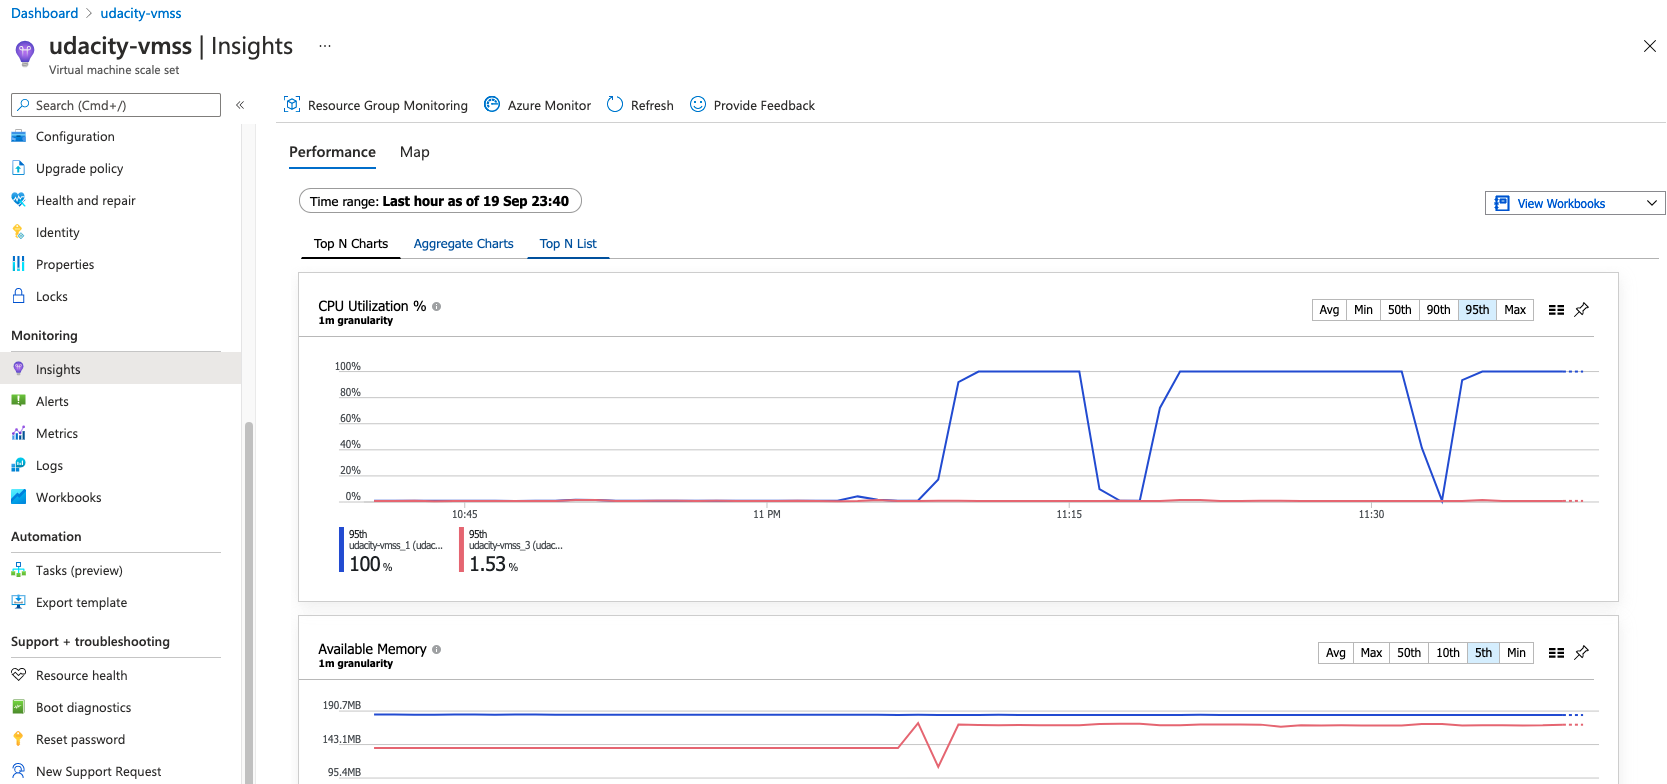 Dashboard > udacity-vmss
udacity-vmss | Insights ...
Virtual machine scale set
Search (Cmd+/) «
Configuration
Upgrade policy
Health and repair
Identity
Properties
Locks
Monitoring
Insights
Alerts
Metrics
Logs
Workbooks
Automation
Tasks (preview)
Export template
Support + troubleshooting
Resource health
Boot diagnostics
Reset password
New Support Request
Resource Group Monitoring Azure Monitor Refresh Provide Feedback
Performance Map
Time range: Last hour as of 19 Sep 23:40
View Workbooks
Top N Charts Aggregate Charts Top N List
CPU Utilization %
1m granularity
Avg Min 50th 90th 95th Max
100%
80%
60%
40%
20%
0%
10:45 11 PM 11:15 11:30
95th
udacity-vmss_1 (udac...
100 %
95th
udacity-vmss_3 (udac...
1.53 %
Available Memory
1m granularity
Avg Max 50th 10th 5th Min
190.7MB
143.1MB
95.4MB